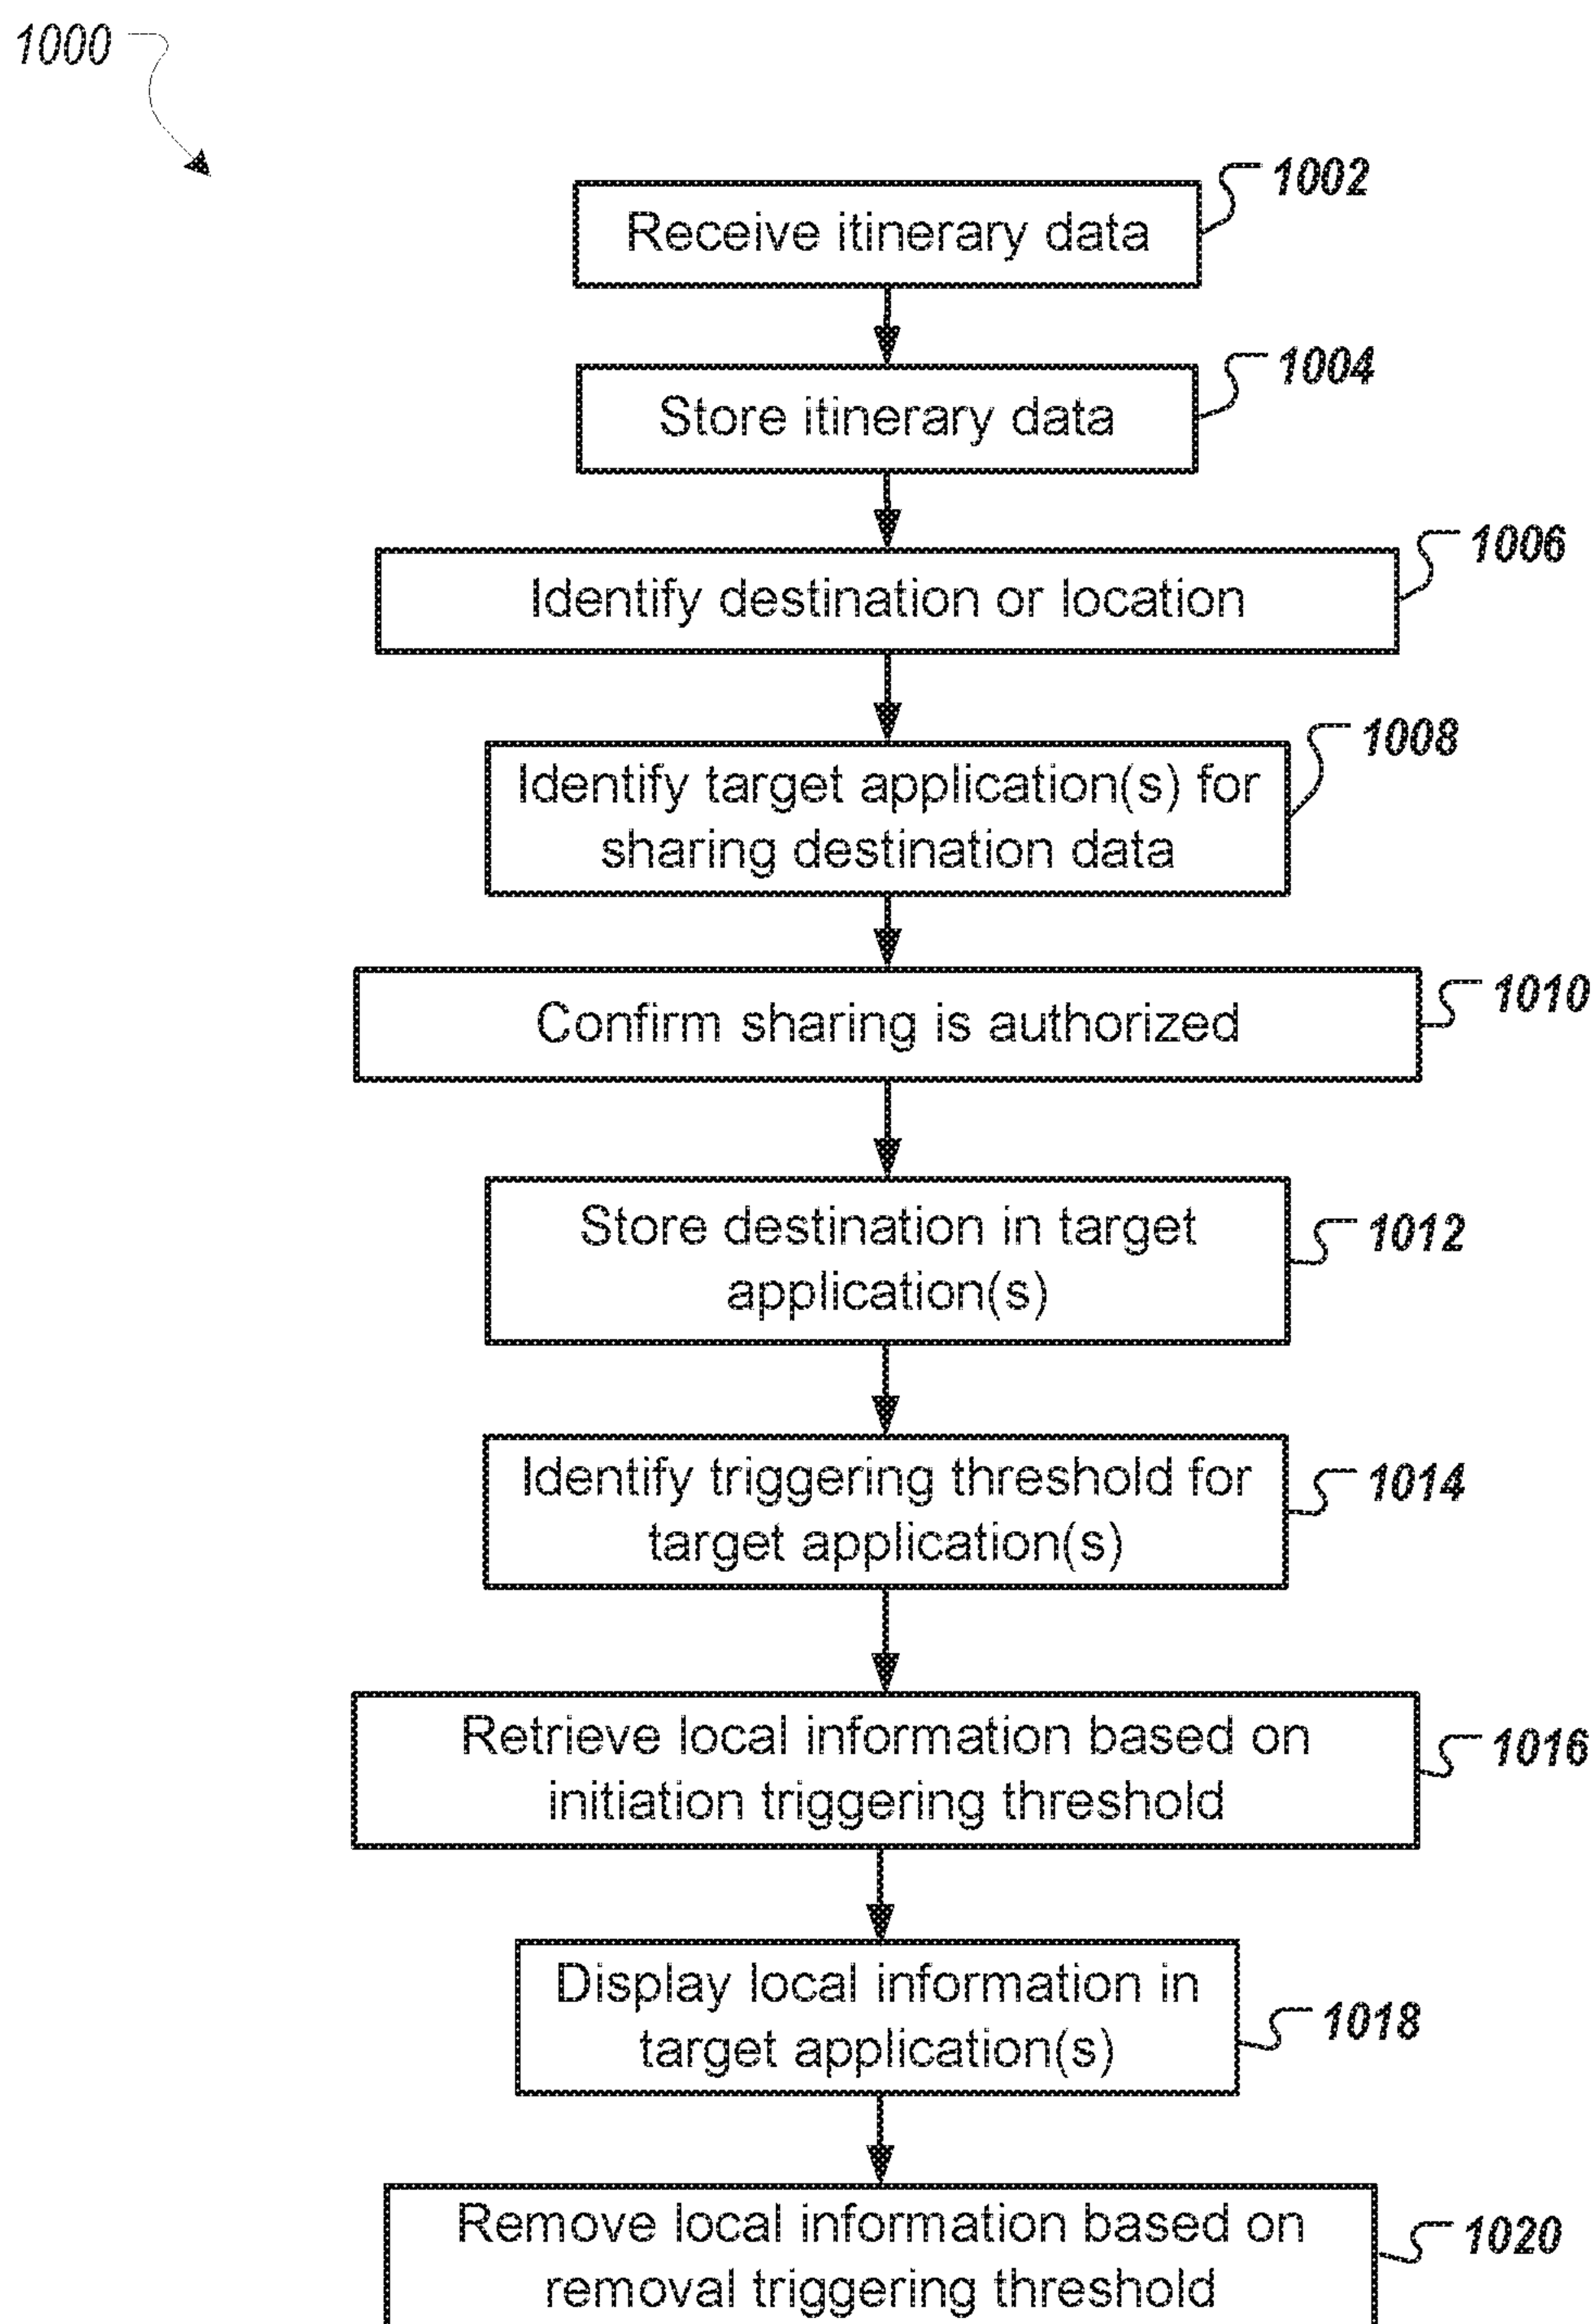 1000
1002
Receive itinerary data
1004
Store itinerary data
1006
Identify destination or location
1008
Identify target application(s) for
sharing destination data
1010
Confirm sharing is authorized
1012
Store destination in target
application(s)
1014
Identify triggering threshold for
target application(s)
1016
Retrieve local information based on
initiation triggering threshold
1018
Display local information in
target application(s)
1020
Remove local information based on
removal triggering threshold